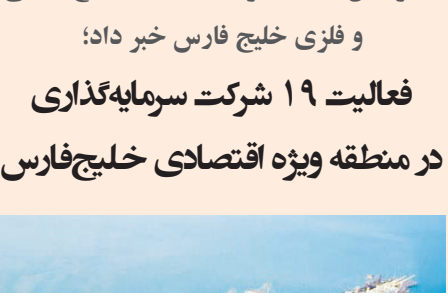 و فلزی خلیج فارس خبر داد؛
فعالیت ۱۹ شرکت سرمایه‌گذاری
در منطقه ویژه اقتصادی خلیج‌فارس